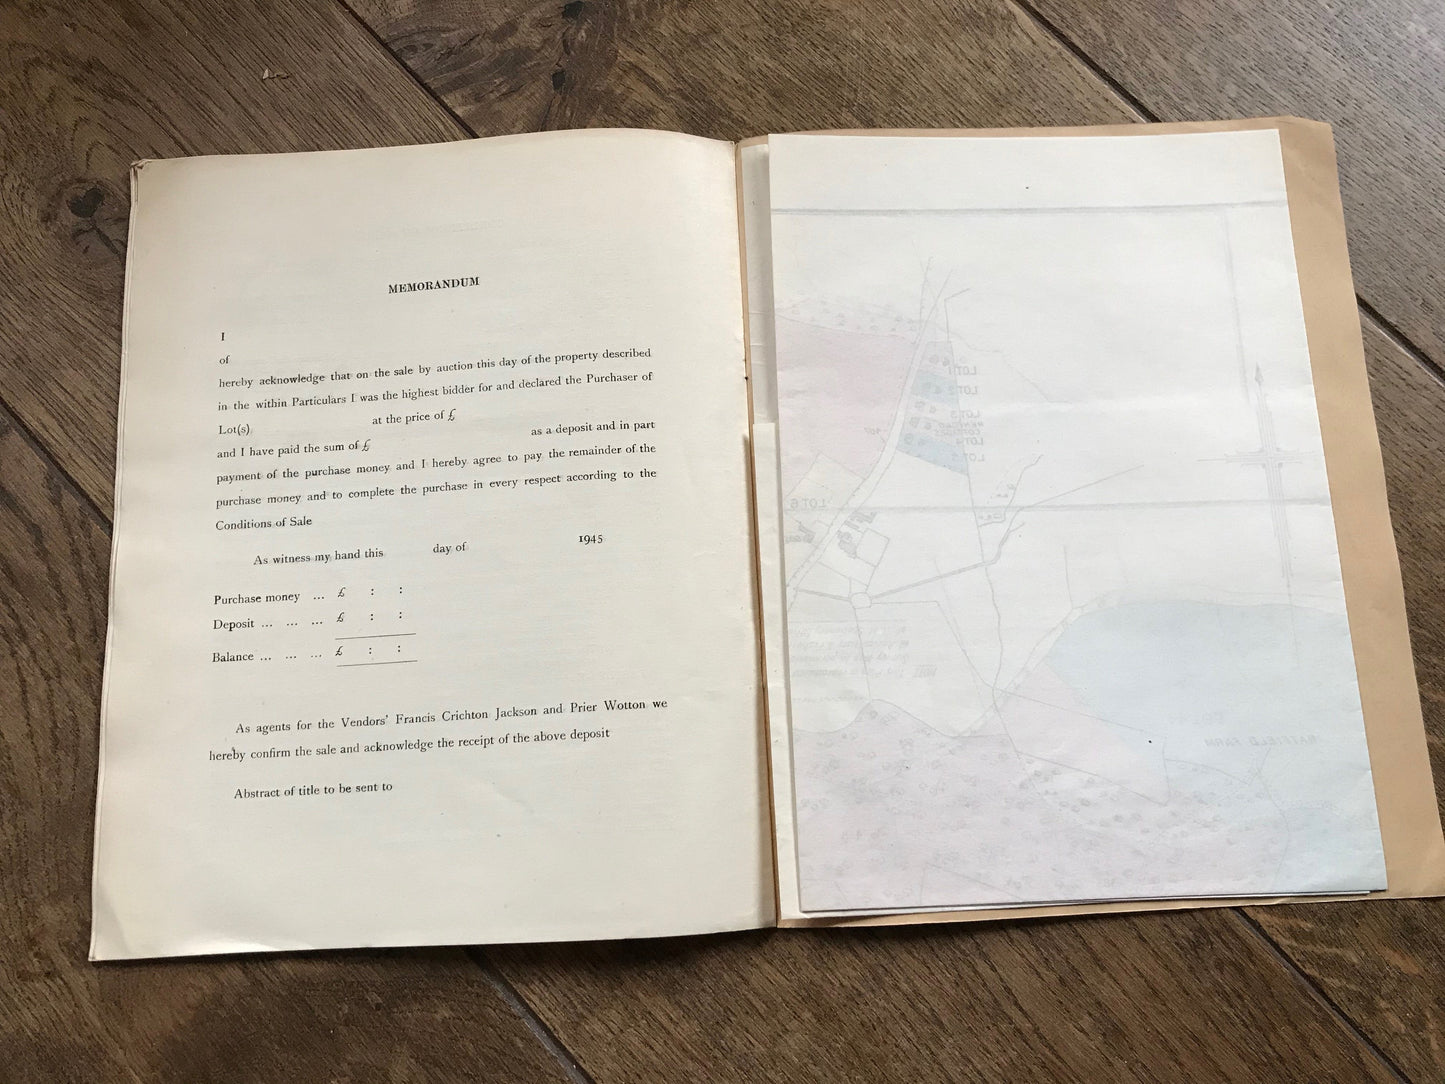 MEMORANDUM
I
of
hereby acknowledge that on the sale by auction this day of the property described
in the within Particulars I was the highest bidder for and declared the Purchaser of
Lot(s) at the price of £
and I have paid the sum of £ as a deposit and in part
payment of the purchase money and I hereby agree to pay the remainder of the
purchase money and to complete the purchase in every respect according to the
Conditions of Sale
As witness my hand this day of 1945
Purchase money ... £ : :
Deposit ... ... ... £ : :
Balance ... ... ... £ : :
As agents for the Vendors' Francis Crichton Jackson and Prier Wotton we
hereby confirm the sale and acknowledge the receipt of the above deposit
Abstract of title to be sent to
LOT 1
LOT 2
LOT 3
LOT 4
LOT 5
LOT 6